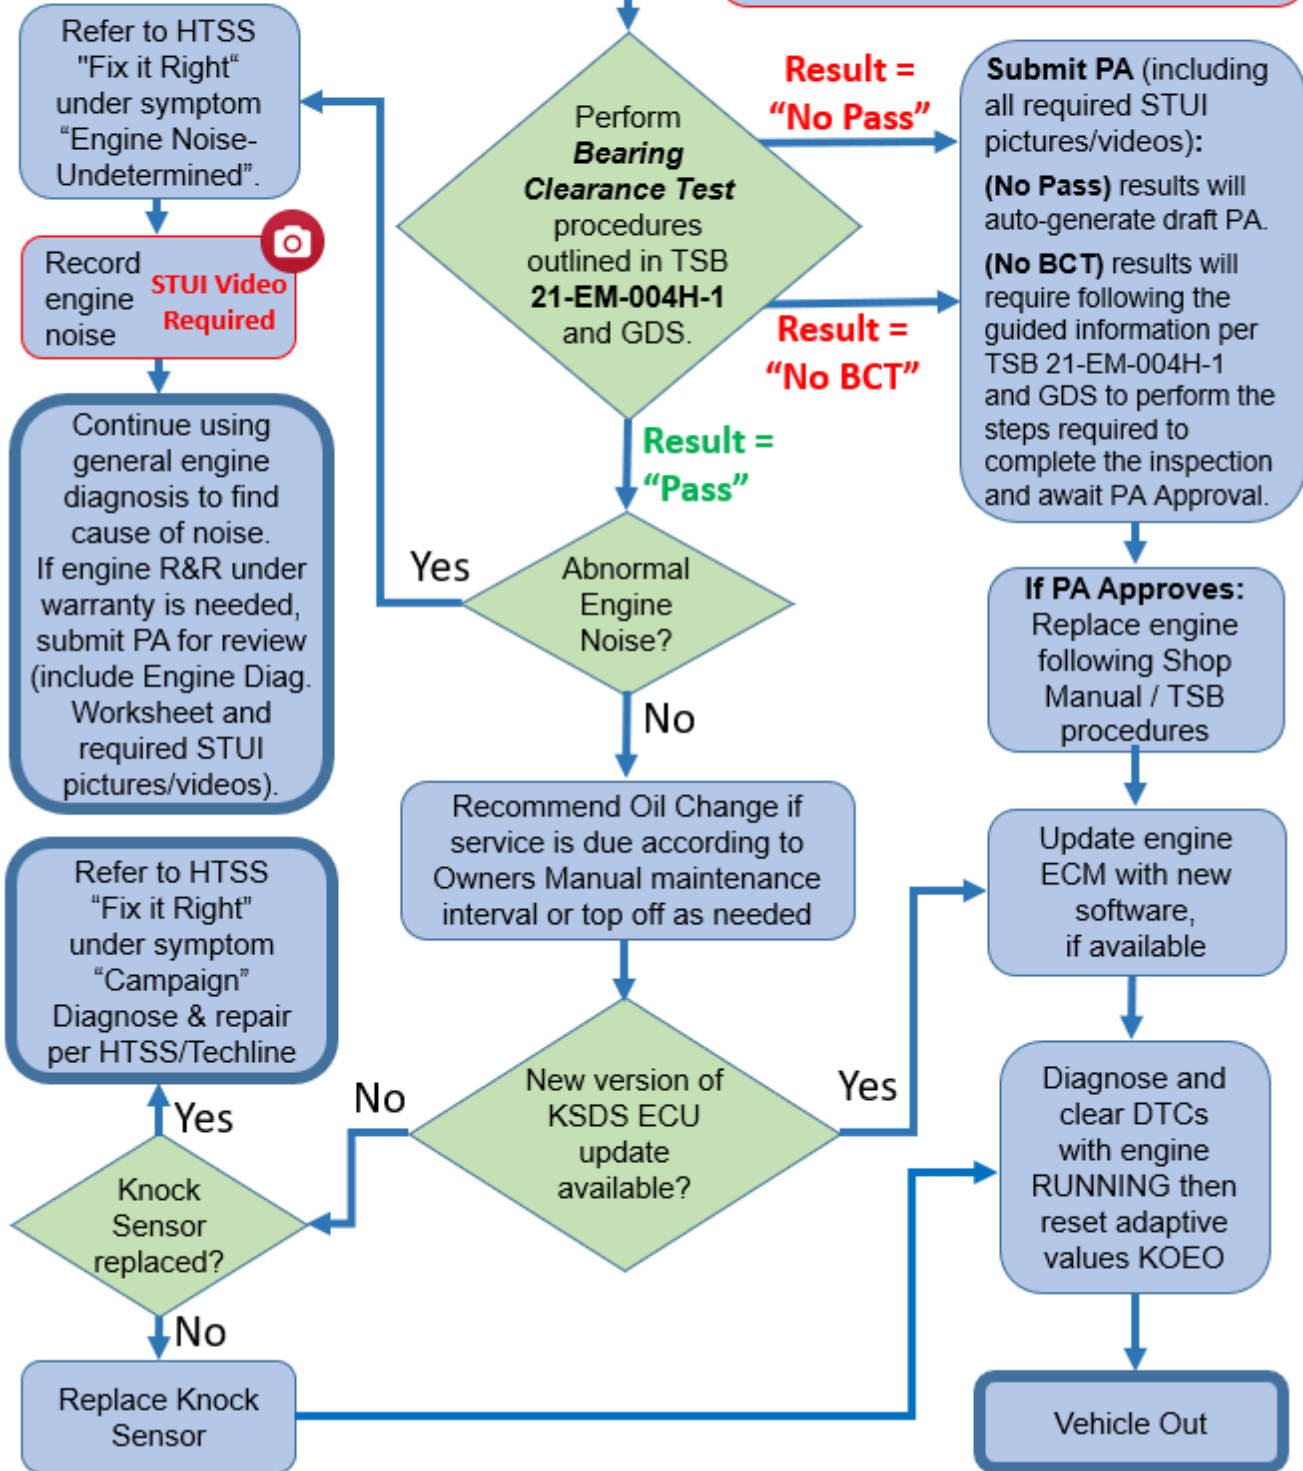 Refer to HTSS
"Fix it Right“
under symptom
“Engine Noise-
Undetermined”.
Record
engine
noise
STUI Video
Required
Continue using
general engine
diagnosis to find
cause of noise.
If engine R&R under
warranty is needed,
submit PA for review
(include Engine Diag.
Worksheet and
required STUI
pictures/videos).
Perform
Bearing
Clearance Test
procedures
outlined in TSB
21-EM-004H-1
and GDS.
Result =
“No Pass”
Result =
“No BCT”
Result =
“Pass”
Submit PA (including
all required STUI
pictures/videos):
(No Pass) results will
auto-generate draft PA.
(No BCT) results will
require following the
guided information per
TSB 21-EM-004H-1
and GDS to perform the
steps required to
complete the inspection
and await PA Approval.
Abnormal
Engine
Noise?
Yes
No
If PA Approves:
Replace engine
following Shop
Manual / TSB
procedures
Recommend Oil Change if
service is due according to
Owners Manual maintenance
interval or top off as needed
Update engine
ECM with new
software,
if available
Refer to HTSS
“Fix it Right”
under symptom
“Campaign”
Diagnose & repair
per HTSS/Techline
New version of
KSDS ECU
update
available?
No
Yes
Diagnose and
clear DTCs
with engine
RUNNING then
reset adaptive
values KOEO
Yes
Knock
Sensor
replaced?
No
Replace Knock
Sensor
Vehicle Out